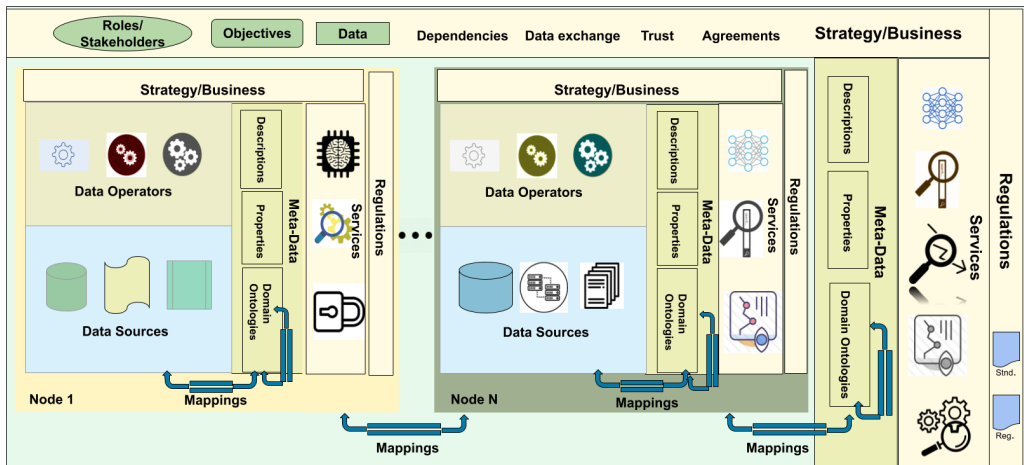 Roles/
Stakeholders
Objectives
Data
Dependencies
Data exchange
Trust
Agreements
Strategy/Business
Strategy/Business
Data Operators
Data Sources
Descriptions
Properties
Domain
Ontologies
Meta-Data
Services
Regulations
Node 1
Mappings
Strategy/Business
Data Operators
Data Sources
Descriptions
Properties
Domain
Ontologies
Meta-Data
Services
Regulations
Node N
Mappings
Mappings
Mappings
Descriptions
Properties
Domain Ontologies
Meta-Data
Services
Regulations
Stnd.
Reg.